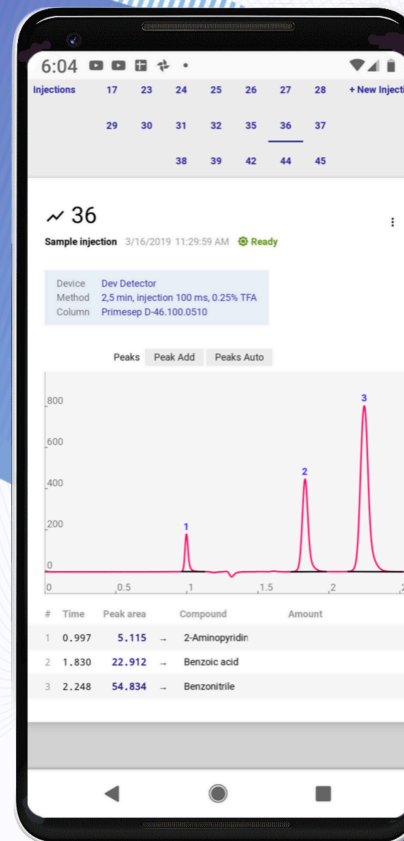 6:04
Injections 17 23 24 25 26 27 28 + New Injecti
29 30 31 32 35 36 37
38 39 42 44 45
36
Sample injection 3/16/2019 11:29:59 AM Ready
Device Dev Detector
Method 2,5 min, injection 100 ms, 0.25% TFA
Column Primesep D-46.100.0510
Peaks Peak Add Peaks Auto
3
800
600
2
400
200
1
0
0 0.5 1 1.5 2 2
# Time Peak area Compound Amount
1 0.997 5.115 → 2-Aminopyridin
2 1.830 22.912 → Benzoic acid
3 2.248 54.834 → Benzonitrile